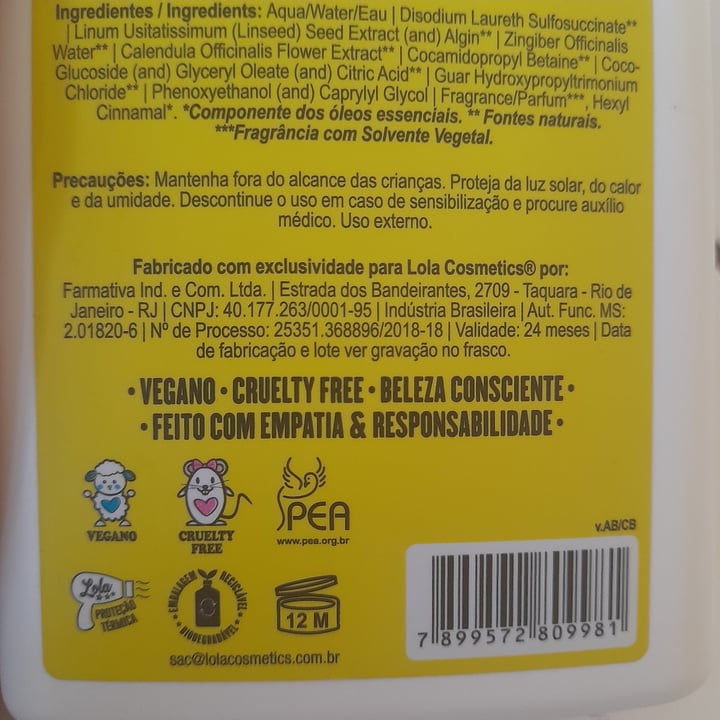 Ingredientes / Ingredients: Aqua/Water/Eau | Disodium Laureth Sulfosuccinate**
| Linum Usitatissimum (Linseed) Seed Extract (and) Algin** | Zingiber Officinalis
Water** | Calendula Officinalis Flower Extract** | Cocamidopropyl Betaine** | Coco-
Glucoside (and) Glyceryl Oleate (and) Citric Acid** | Guar Hydroxypropyltrimonium
Chloride** | Phenoxyethanol (and) Caprylyl Glycol | Fragrance/Parfum***, Hexyl
Cinnamal*. *Componente dos óleos essenciais. ** Fontes naturais.
***Fragrância com Solvente Vegetal.
Precauções: Mantenha fora do alcance das crianças. Proteja da luz solar, do calor
e da umidade. Descontinue o uso em caso de sensibilização e procure auxílio
médico. Uso externo.
Fabricado com exclusividade para Lola Cosmetics® por:
Farmativa Ind. e Com. Ltda. | Estrada dos Bandeirantes, 2709 - Taquara - Rio de
Janeiro - RJ | CNPJ: 40.177.263/0001-95 | Indústria Brasileira | Aut. Func. MS:
2.01820-6 | Nº de Processo: 25351.368896/2018-18 | Validade: 24 meses | Data
de fabricação e lote ver gravação no frasco.
• VEGANO • CRUELTY FREE • BELEZA CONSCIENTE •
• FEITO COM EMPATIA & RESPONSABILIDADE •
VEGANO
CRUELTY
FREE
PEA
www.pea.org.br
v.AB/CB
Lola
PROTEÇÃO
TÉRMICA
EMBALAGEM RECICLÁVEL
• BIODEGRADÁVEL •
12 M
7 899572 809981
sac@lolacosmetics.com.br